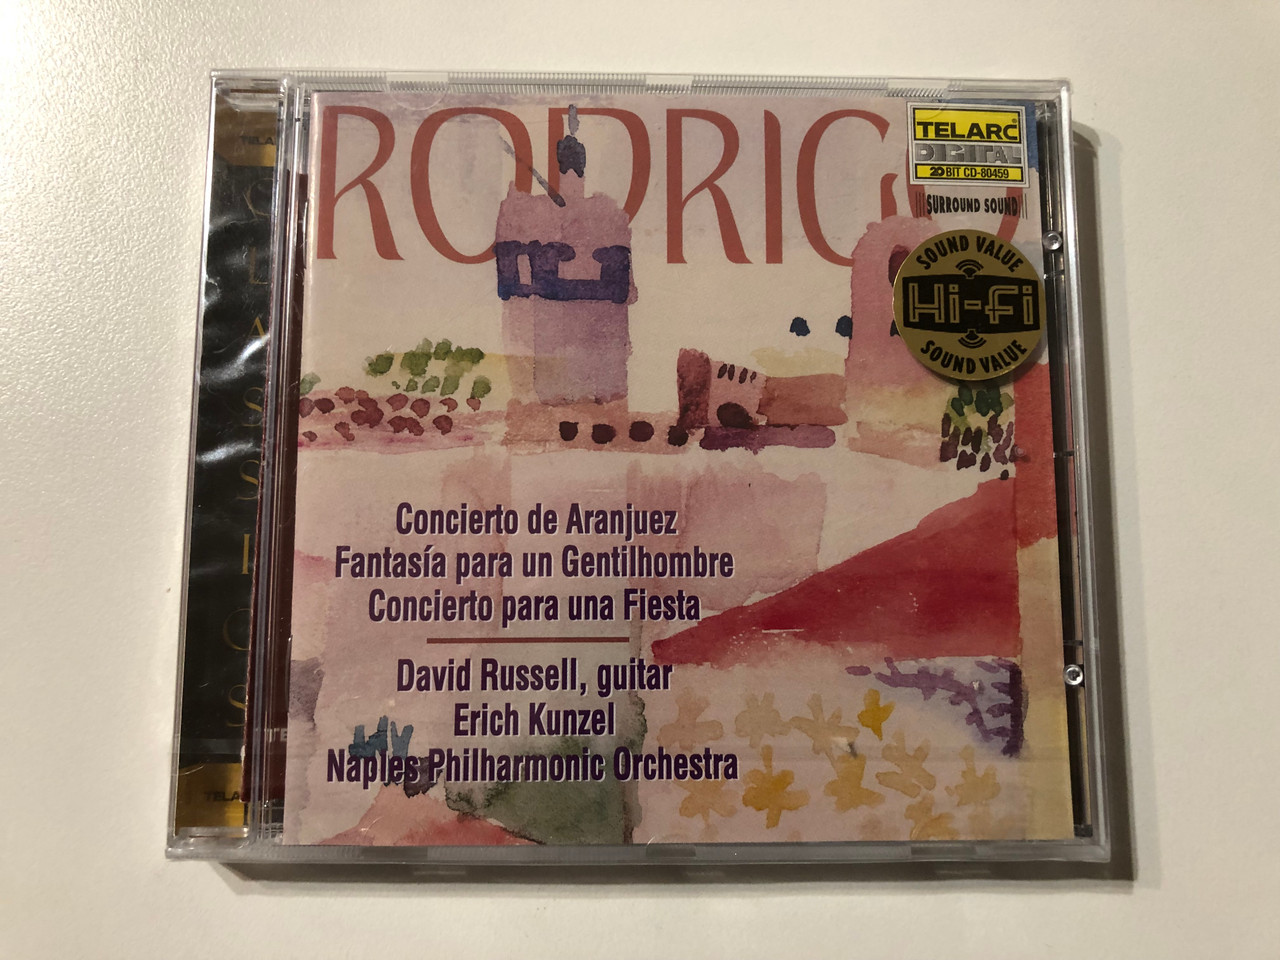 RODRIGO
TELARC
DIGITAL
20 BIT CD-80459
SURROUND SOUND
SOUND VALUE
Hi-Fi
SOUND VALUE
Concierto de Aranjuez
Fantasía para un Gentilhombre
Concierto para una Fiesta
David Russell, guitar
Erich Kunzel
Naples Philharmonic Orchestra